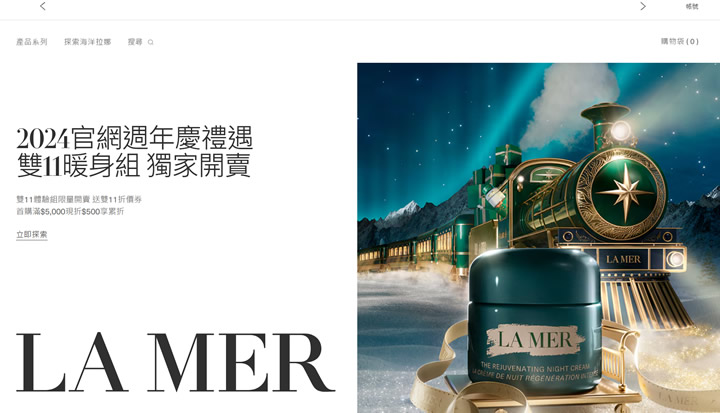 帳號
產品系列 探索海洋拉娜 搜尋
購物袋 ( 0 )
2024官網週年慶禮遇
雙11暖身組 獨家開賣
雙11體驗組限量開賣 送雙11折價券
首購滿$5,000現折$500享累折
立即探索
LA MER
LA MER
LA MER
THE REJUVENATING NIGHT CREAM
LA CRÈME DE NUIT RÉGÉNÉRATION